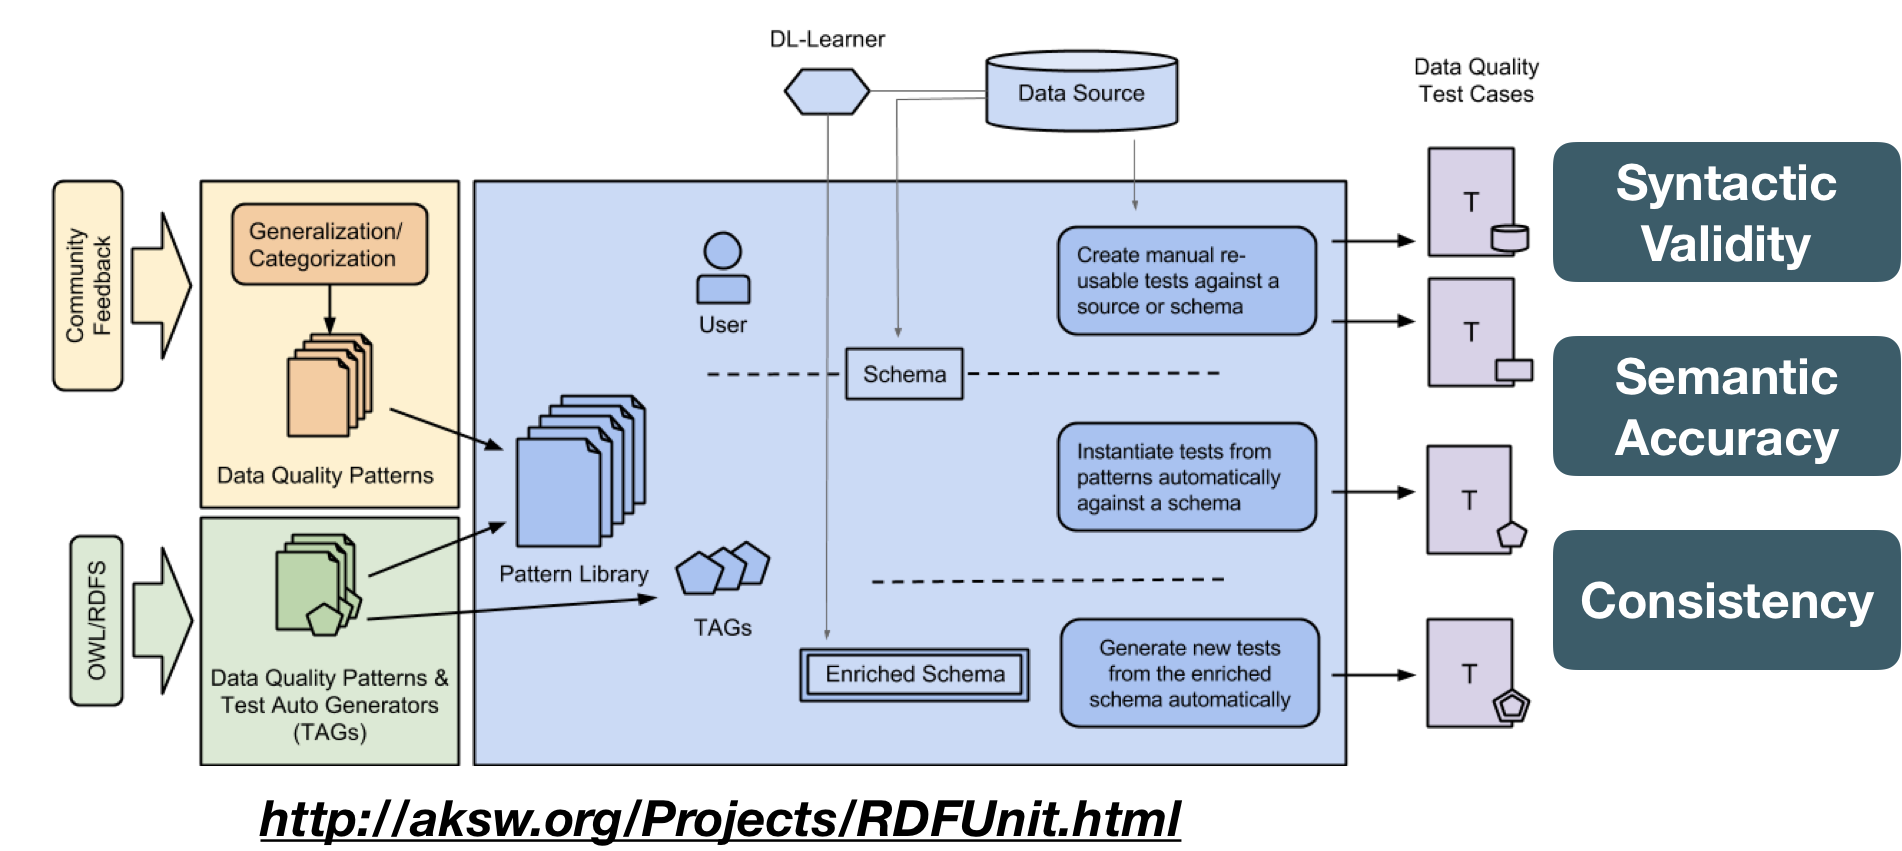 DL-Learner
Data Source
Data Quality
Test Cases
Community
Feedback
Generalization/
Categorization
Data Quality Patterns
OWL/RDFS
Data Quality Patterns &
Test Auto Generators
(TAGs)
User
Schema
Pattern Library
TAGs
Enriched Schema
Create manual re-
usable tests against a
source or schema
Instantiate tests from
patterns automatically
against a schema
Generate new tests
from the enriched
schema automatically
T
T
T
T
Syntactic
Validity
Semantic
Accuracy
Consistency
http://aksw.org/Projects/RDFUnit.html